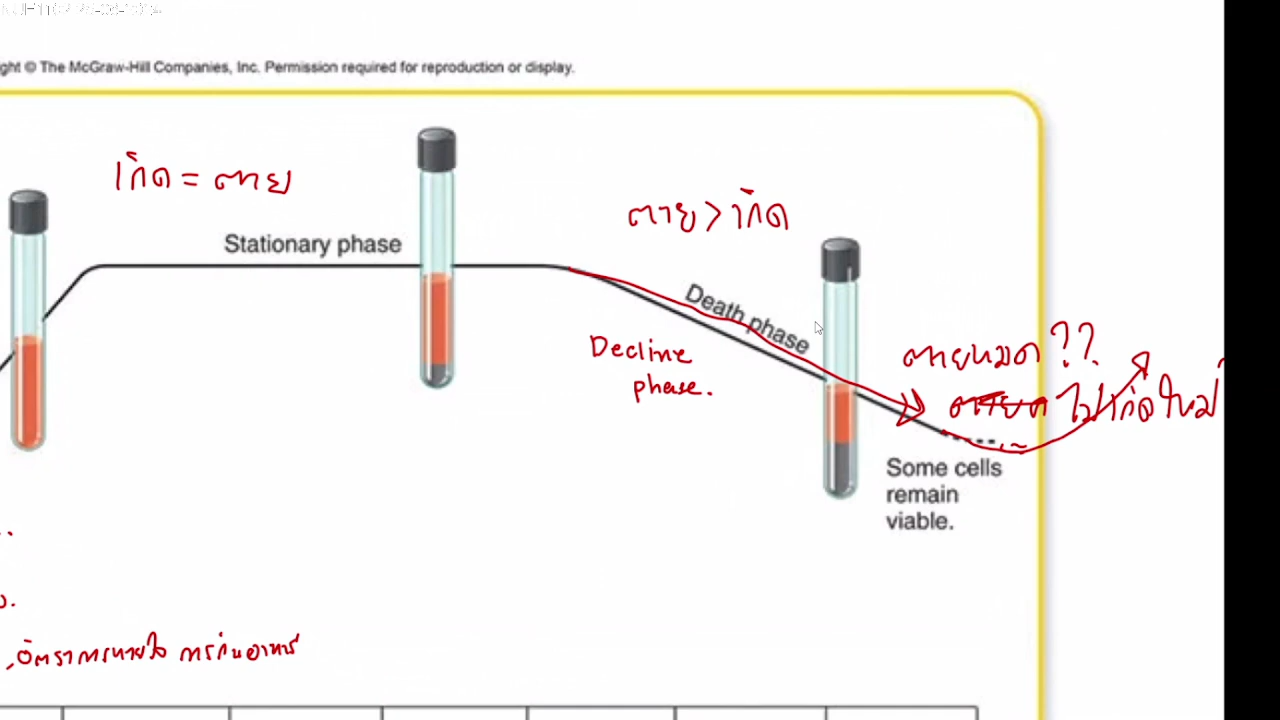 ght © The McGraw-Hill Companies, Inc. Permission required for reproduction or display.
เกิด = ตาย
ตาย > เกิด
Stationary phase
Death phase
Decline
phase.
ตายหมด ??
ไม่เกิดใหม่
Some cells
remain
viable.
,อัตราการหายใจ การกินอาหาร